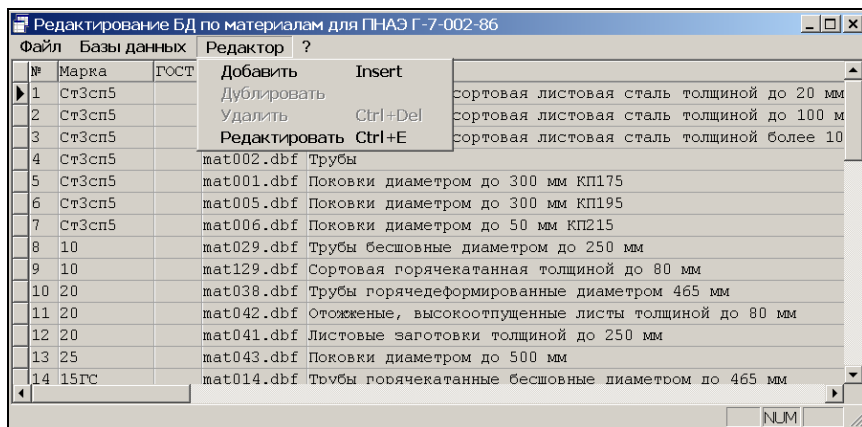 Редактирование БД по материалам для ПНАЭ Г-7-002-86
Файл Базы данных Редактор ?
№ Марка ГОСТ
Добавить Insert
1 Ст3сп5 Дублировать сортовая листовая сталь толщиной до 20 мм
2 Ст3сп5 Удалить Ctrl+Del сортовая листовая сталь толщиной до 100 м
3 Ст3сп5 Редактировать Ctrl+E сортовая листовая сталь толщиной более 10
4 Ст3сп5 mat002.dbf Трубы
5 Ст3сп5 mat001.dbf Поковки диаметром до 300 мм КП175
6 Ст3сп5 mat005.dbf Поковки диаметром до 300 мм КП195
7 Ст3сп5 mat006.dbf Поковки диаметром до 50 мм КП215
8 10 mat029.dbf Трубы бесшовные диаметром до 250 мм
9 10 mat129.dbf Сортовая горячекатанная толщиной до 80 мм
10 20 mat038.dbf Трубы горячедеформированные диаметром 465 мм
11 20 mat042.dbf Отожженые, высокоотпущенные листы толщиной до 80 мм
12 20 mat041.dbf Листовые заготовки толщиной до 250 мм
13 25 mat043.dbf Поковки диаметром до 500 мм
14 15ГС mat014.dbf Трубы горячекатанные бесшовные диаметром до 465 мм
NUM